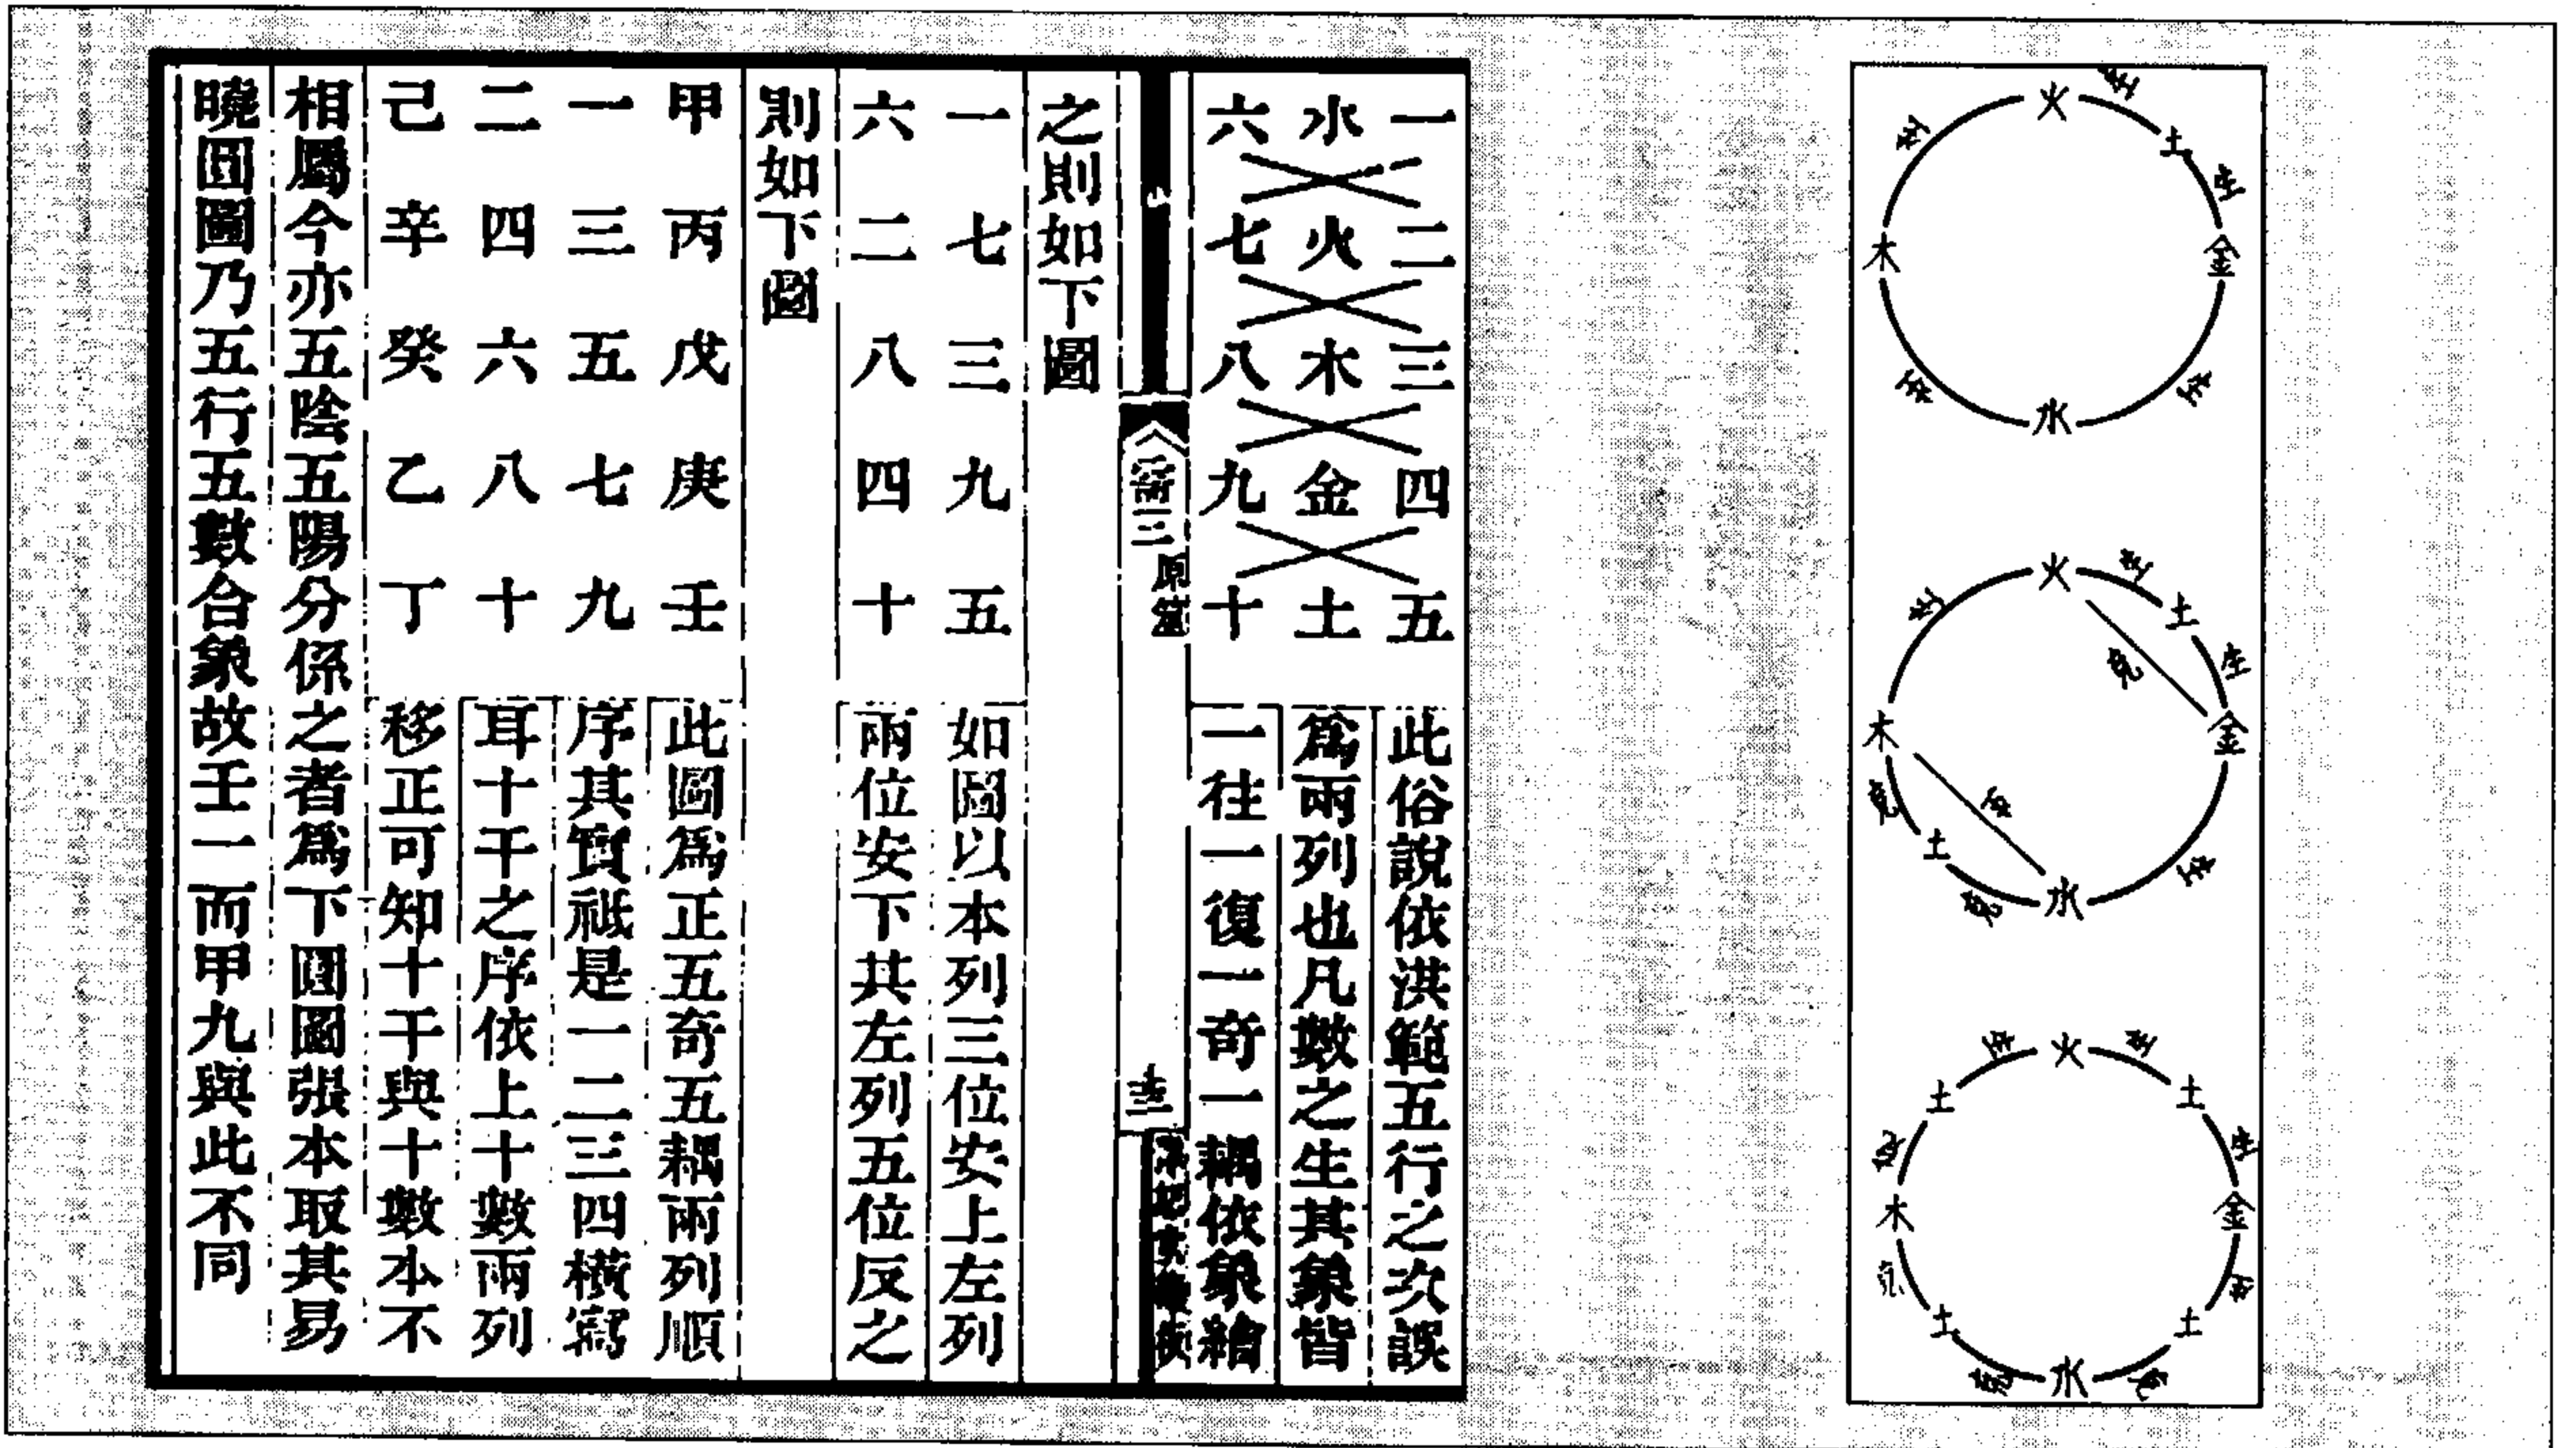 一二三四五 此俗說依洪範五行之次誤
水火木金土 為兩列也凡數之生其象皆
六七八九十 一往一復一奇一耦依象繪
之則如下圖
一七三九五 如圖以本列三位安上左列
六二八四十 兩位安下其左列五位反之
則如下圖
甲丙戊庚壬 此圖為正五奇五耦兩列順
一三五七九 序其實祗是一二三四橫寫
二四六八十 耳十干之序依上十數兩列
己辛癸乙丁 移正可知十干與十數本不
相屬今亦五陰五陽分係之者為下圓圖張本取其易
曉圓圖乃五行五數合象故壬一而甲九與此不同
火
土
生
金
木
水
火
土
生
金
克
木
克
土
水
火
土
土
生
木
金
克
土
土
水